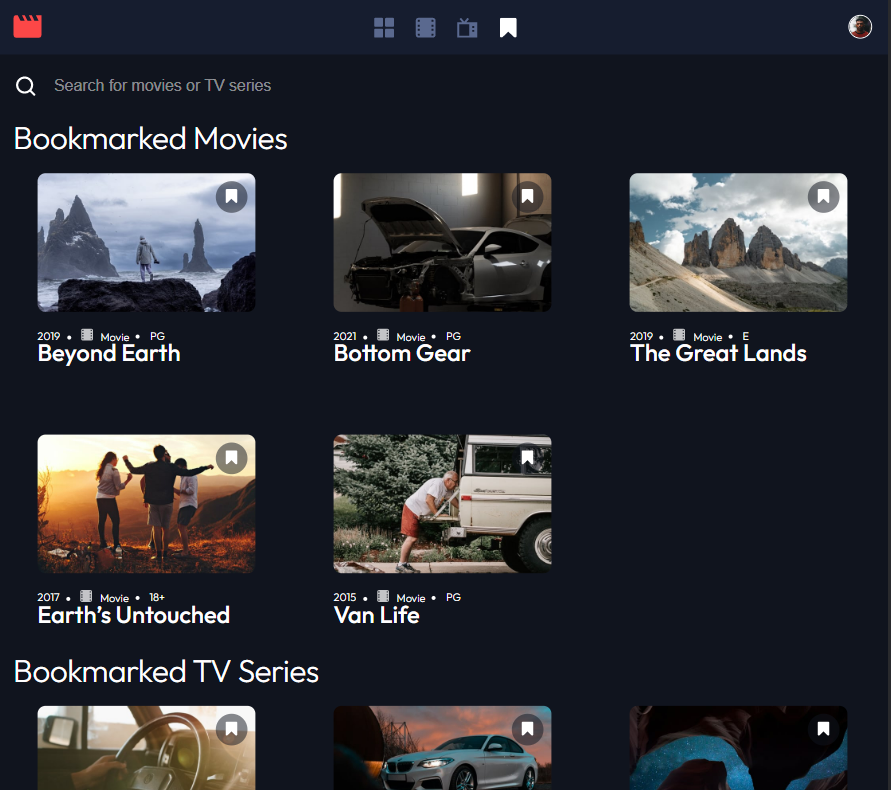 Search for movies or TV series
Bookmarked Movies
2019 • Movie • PG
Beyond Earth
2021 • Movie • PG
Bottom Gear
2019 • Movie • E
The Great Lands
2017 • Movie • 18+
Earth’s Untouched
2015 • Movie • PG
Van Life
Bookmarked TV Series